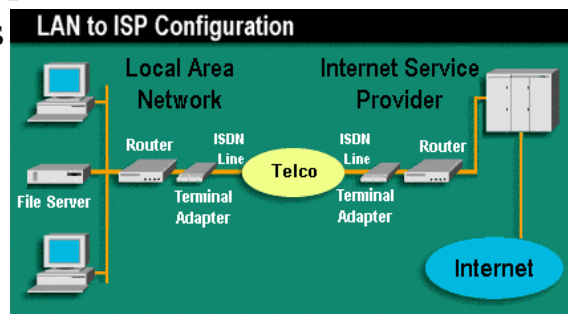 s
LAN to ISP Configuration
Local Area
Network
Internet Service
Provider
Router
ISDN
Line
Telco
ISDN
Line
Router
File Server
Terminal
Adapter
Terminal
Adapter
Internet